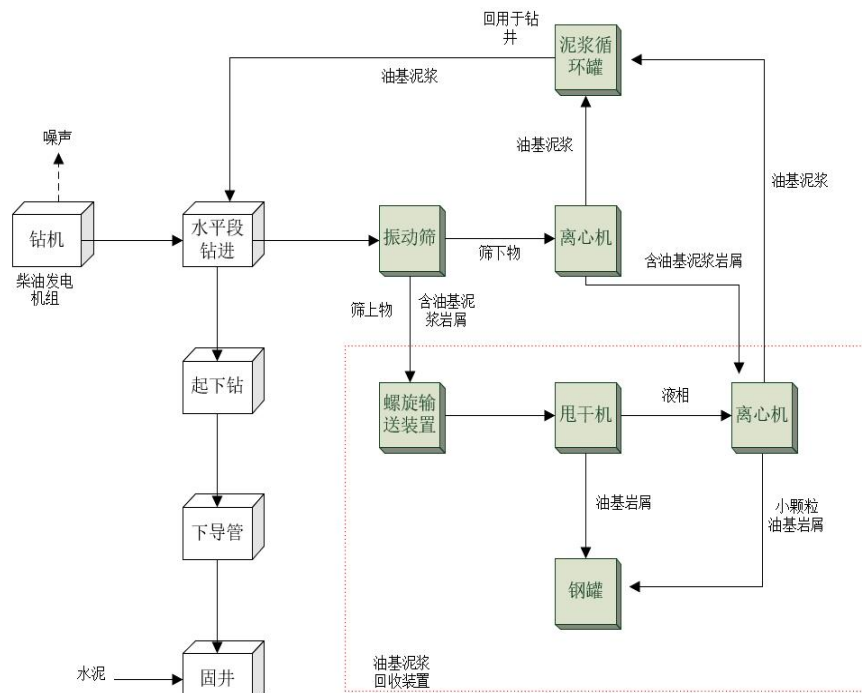 回用于钻
井
泥浆循
环罐
油基泥浆
噪声
油基泥浆
油基泥浆
钻机
水平段
钻进
振动筛
筛下物
离心机
柴油发电
机组
含油基泥浆岩屑
筛上物
含油基泥
浆岩屑
起下钻
螺旋输
送装置
甩干机
液相
离心机
油基岩屑
小颗粒
油基岩屑
下导管
钢罐
水泥
固井
油基泥浆
回收装置